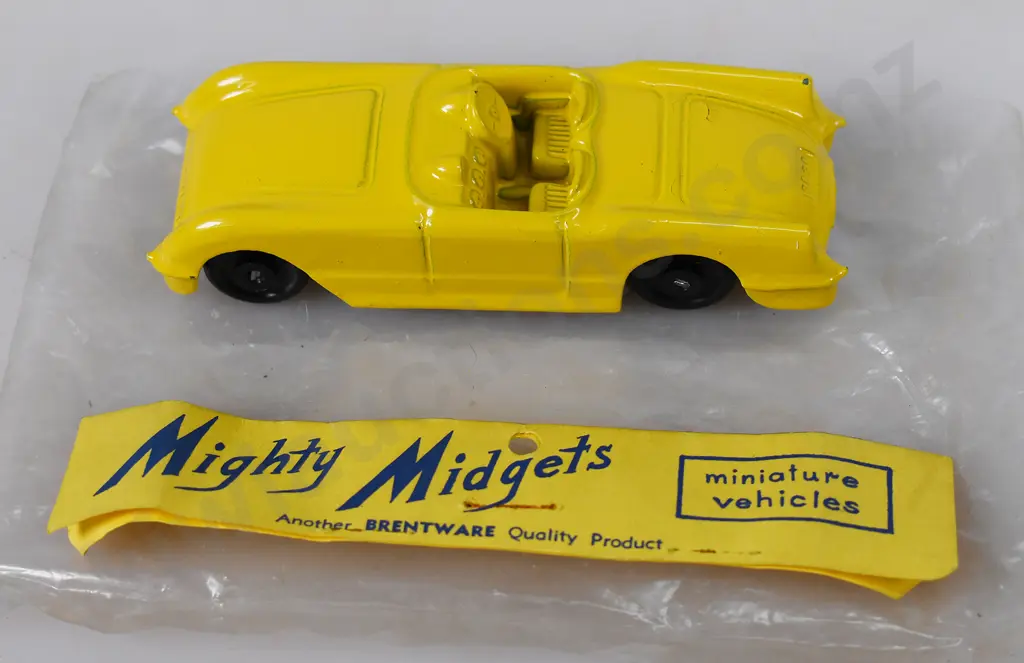 Mighty Midgets
miniature
vehicles
Another BRENTWARE Quality Product